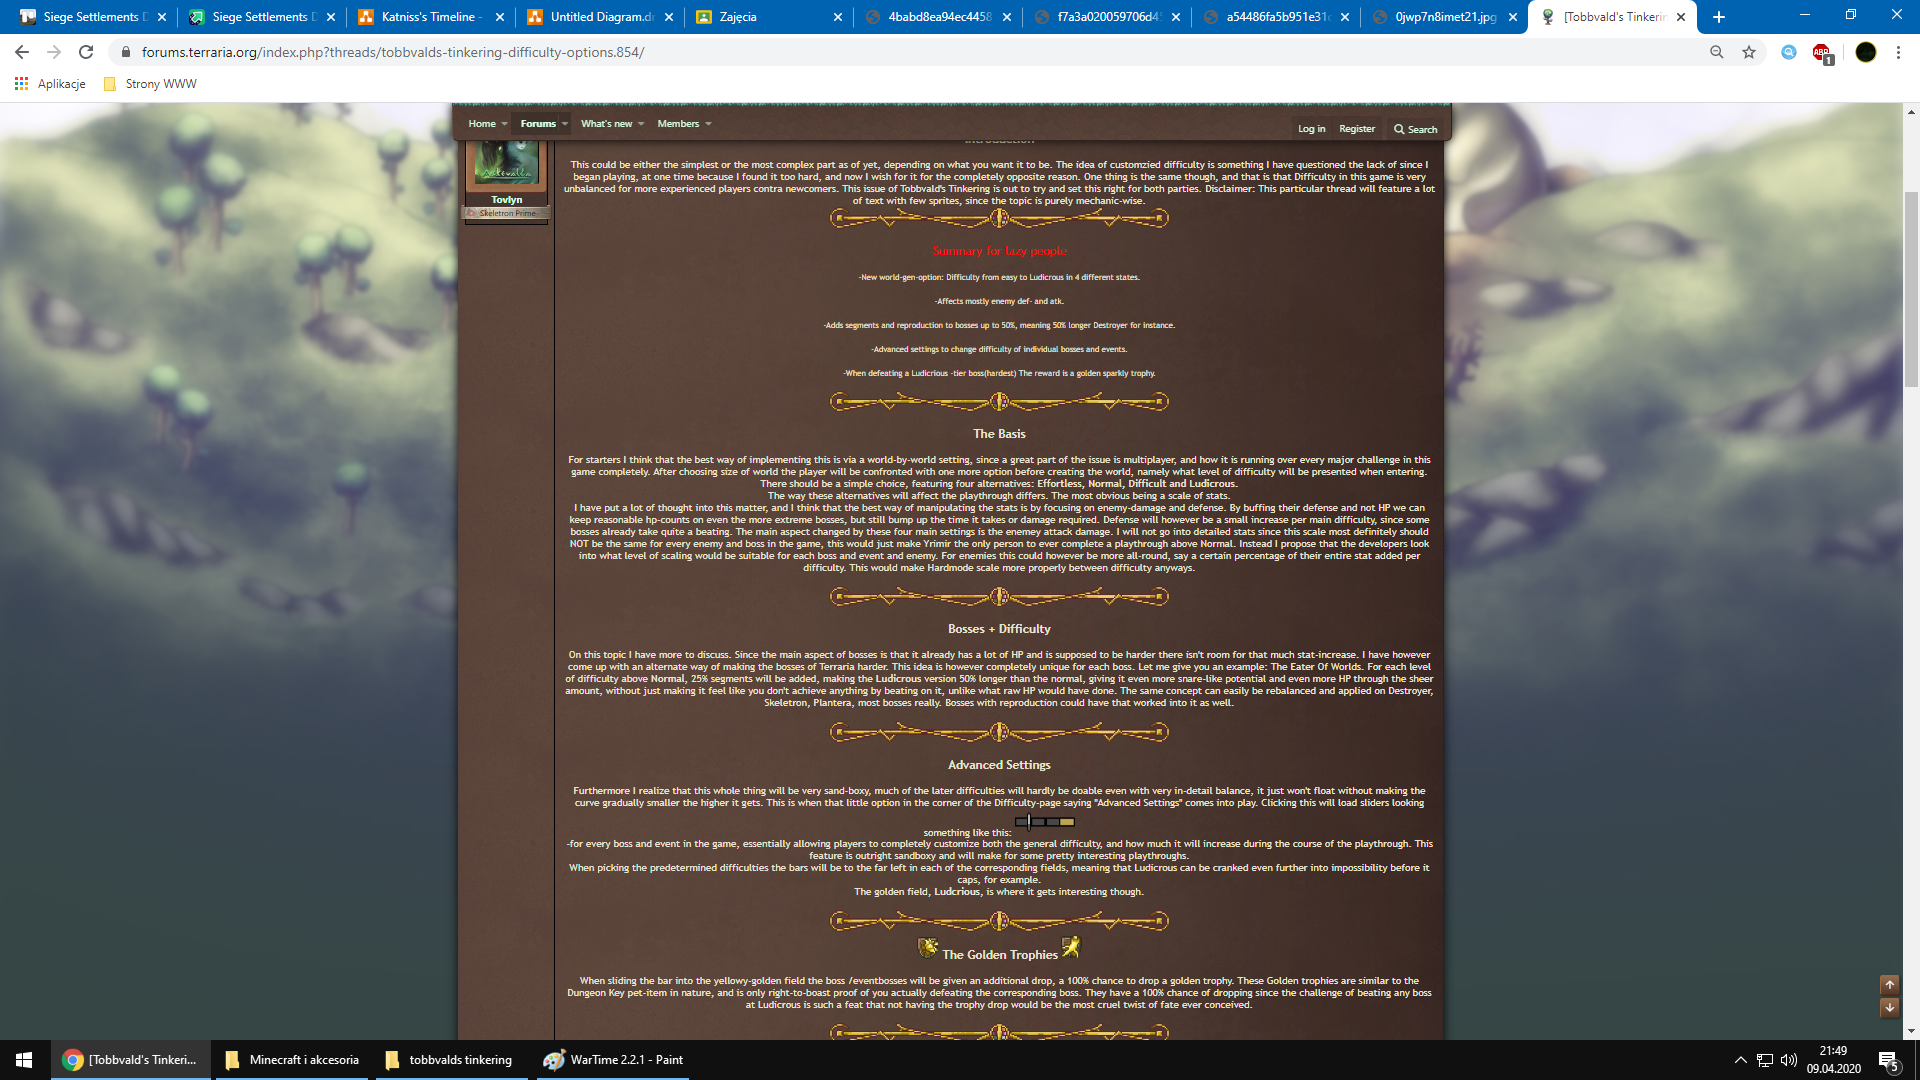 Siege Settlements D
Siege Settlements D
Katniss's Timeline -
Untitled Diagram.dr
Zajęcia
4babd8ea94ec4458
f7a3a020059706d45
a54486fa5b951e31c
0jwp7n8imet21.jpg
[Tobbvald's Tinkerin
forums.terraria.org/index.php?threads/tobbvalds-tinkering-difficulty-options.854/
ABP
1
Aplikacje
Strony WWW
Home
Forums
What's new
Members
Log in
Register
Search
Introduction
Tovlyn
Skeletron Prime
This could be either the simplest or the most complex part as of yet, depending on what you want it to be. The idea of customzied difficulty is something I have questioned the lack of since I
began playing, at one time because I found it too hard, and now I wish for it for the completely opposite reason. One thing is the same though, and that is that Difficulty in this game is very
unbalanced for more experienced players contra newcomers. This issue of Tobbvald's Tinkering is out to try and set this right for both parties. Disclaimer: This particular thread will feature a lot
of text with few sprites, since the topic is purely mechanic-wise.
Summary for lazy people
-New world-gen-option: Difficulty from easy to Ludicrous in 4 different states.
-Affects mostly enemy def- and atk.
-Adds segments and reproduction to bosses up to 50%, meaning 50% longer Destroyer for instance.
-Advanced settings to change difficulty of individual bosses and events.
-When defeating a Ludicrious -tier boss(hardest) The reward is a golden sparkly trophy.
The Basis
For starters I think that the best way of implementing this is via a world-by-world setting, since a great part of the issue is multiplayer, and how it is running over every major challenge in this
game completely. After choosing size of world the player will be confronted with one more option before creating the world, namely what level of difficulty will be presented when entering.
There should be a simple choice, featuring four alternatives: Effortless, Normal, Difficult and Ludicrous.
The way these alternatives will affect the playthrough differs. The most obvious being a scale of stats.
I have put a lot of thought into this matter, and I think that the best way of manipulating the stats is by focusing on enemy-damage and defense. By buffing their defense and not HP we can
keep reasonable hp-counts on even the more extreme bosses, but still bump up the time it takes or damage required. Defense will however be a small increase per main difficulty, since some
bosses already take quite a beating. The main aspect changed by these four main settings is the enemey attack damage. I will not go into detailed stats since this scale most definitely should
NOT be the same for every enemy and boss in the game, this would just make Yrimir the only person to ever complete a playthrough above Normal. Instead I propose that the developers look
into what level of scaling would be suitable for each boss and event and enemy. For enemies this could however be more all-round, say a certain percentage of their entire stat added per
difficulty. This would make Hardmode scale more properly between difficulty anyways.
Bosses + Difficulty
On this topic I have more to discuss. Since the main aspect of bosses is that it already has a lot of HP and is supposed to be harder there isn't room for that much stat-increase. I have however
come up with an alternate way of making the bosses of Terraria harder. This idea is however completely unique for each boss. Let me give you an example: The Eater Of Worlds. For each level
of difficulty above Normal, 25% segments will be added, making the Ludicrous version 50% longer than the normal, giving it even more snare-like potential and even more HP through the sheer
amount, without just making it feel like you don't achieve anything by beating on it, unlike what raw HP would have done. The same concept can easily be rebalanced and applied on Destroyer,
Skeletron, Plantera, most bosses really. Bosses with reproduction could have that worked into it as well.
Advanced Settings
Furthermore I realize that this whole thing will be very sand-boxy, much of the later difficulties will hardly be doable even with very in-detail balance, it just won't float without making the
curve gradually smaller the higher it gets. This is when that little option in the corner of the Difficulty-page saying "Advanced Settings" comes into play. Clicking this will load sliders looking
something like this:
-for every boss and event in the game, essentially allowing players to completely customize both the general difficulty, and how much it will increase during the course of the playthrough. This
feature is outright sandboxy and will make for some pretty interesting playthroughs.
When picking the predetermined difficulties the bars will be to the far left in each of the corresponding fields, meaning that Ludicrous can be cranked even further into impossibility before it
caps, for example.
The golden field, Ludcrious, is where it gets interesting though.
The Golden Trophies
When sliding the bar into the yellowy-golden field the boss /eventbosses will be given an additional drop, a 100% chance to drop a golden trophy. These Golden trophies are similar to the
Dungeon Key pet-item in nature, and is only right-to-boast proof of you actually defeating the corresponding boss. They have a 100% chance of dropping since the challenge of beating any boss
at Ludicrous is such a feat that not having the trophy drop would be the most cruel twist of fate ever conceived.
[Tobbvald's Tinkeri...
Minecraft i akcesoria
tobbvalds tinkering
WarTime 2.2.1 - Paint
21:49
09.04.2020
5